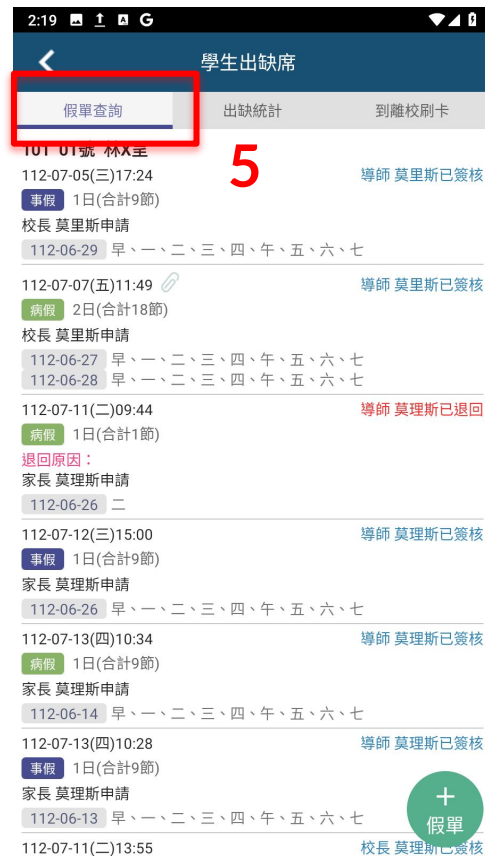 2:19
學生出缺席
假單查詢 出缺統計 到離校刷卡
5
101 01號 林X呈
112-07-05(三)17:24 導師 莫里斯已簽核
事假 1日(合計9節)
校長 莫里斯申請
112-06-29 早、一、二、三、四、午、五、六、七
112-07-07(五)11:49 導師 莫里斯已簽核
病假 2日(合計18節)
校長 莫里斯申請
112-06-27 早、一、二、三、四、午、五、六、七
112-06-28 早、一、二、三、四、午、五、六、七
112-07-11(二)09:44 導師 莫理斯已退回
病假 1日(合計1節)
退回原因：
家長 莫理斯申請
112-06-26 二
112-07-12(三)15:00 導師 莫理斯已簽核
事假 1日(合計9節)
家長 莫理斯申請
112-06-26 早、一、二、三、四、午、五、六、七
112-07-13(四)10:34 導師 莫理斯已簽核
病假 1日(合計9節)
家長 莫理斯申請
112-06-14 早、一、二、三、四、午、五、六、七
112-07-13(四)10:28 導師 莫理斯已簽核
事假 1日(合計9節)
家長 莫理斯申請
112-06-13 早、一、二、三、四、午、五、六、七
+
假單
112-07-11(二)13:55 校長 莫理斯已簽核